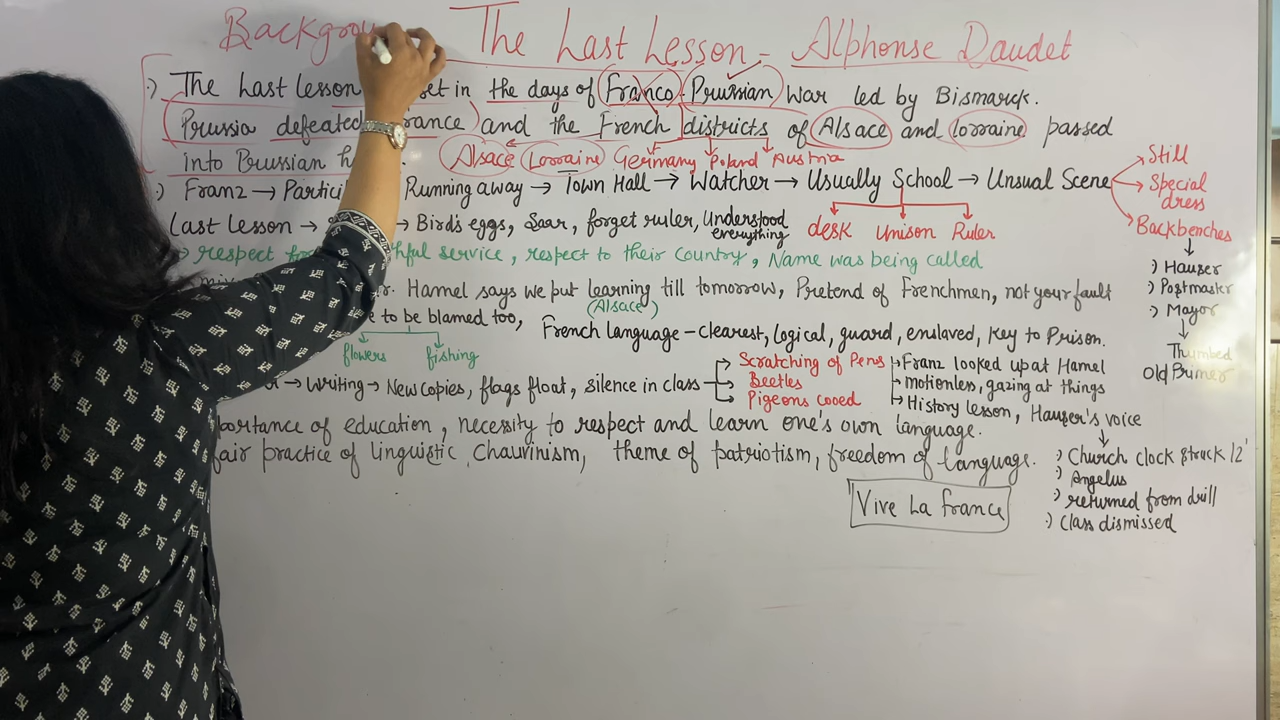 Backgrou The Last Lesson - Alphonse Daudet
The Last Lesson set in the days of Franco Prussian War led by Bismarck.
Prussia defeated France and the French districts of Alsace and Lorraine passed
into Prussian
Alsace Lorraine Germany Poland Austria
Franz → Partici Running away → Town Hall → Watcher → Usually School → Unsual Scene
Still
Special dress
Backbenches
Last Lesson → → Bird's eggs, Saar, forget ruler, Understood everything
desk Unison Ruler
respect thful service, respect to their country, Name was being called
Hauser
Postmaster
Mayor
Thumbed
Old Primer
r. Hamel says we put learning till tomorrow, Pretend of Frenchmen, not your fault
(Alsace)
e to be blamed too, French language - clearest, logical, guard, enslaved, key to Prison.
flowers fishing
→ Writing → New copies, flags float, silence in class
Scratching of Pens
Beetles
Pigeons cooed
Franz looked up at Hamel
motionless, gazing at things
History lesson, Hauser's voice
portance of education, necessity to respect and learn one's own language.
fair practice of linguistic Chauvinism, theme of patriotism, freedom of language.
Church clock struck 12
Angelus
returned from drill
Class dismissed
Vive La france